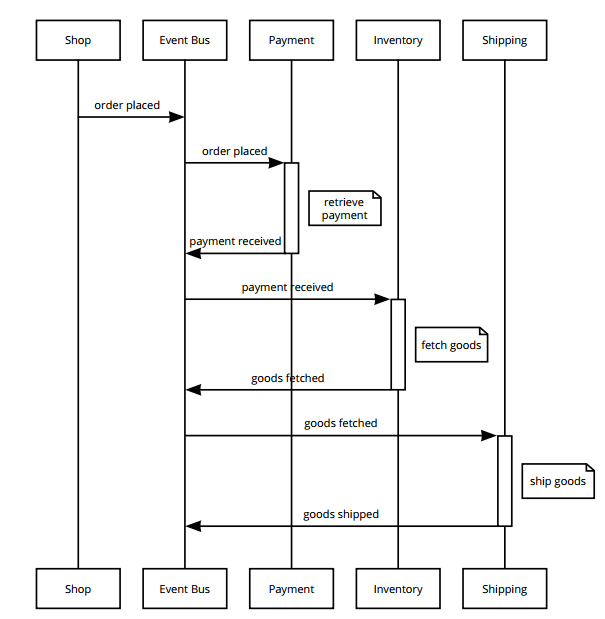 Shop
Event Bus
Payment
Inventory
Shipping
order placed
order placed
retrieve
payment
payment received
payment received
fetch goods
goods fetched
goods fetched
ship goods
goods shipped
Shop
Event Bus
Payment
Inventory
Shipping